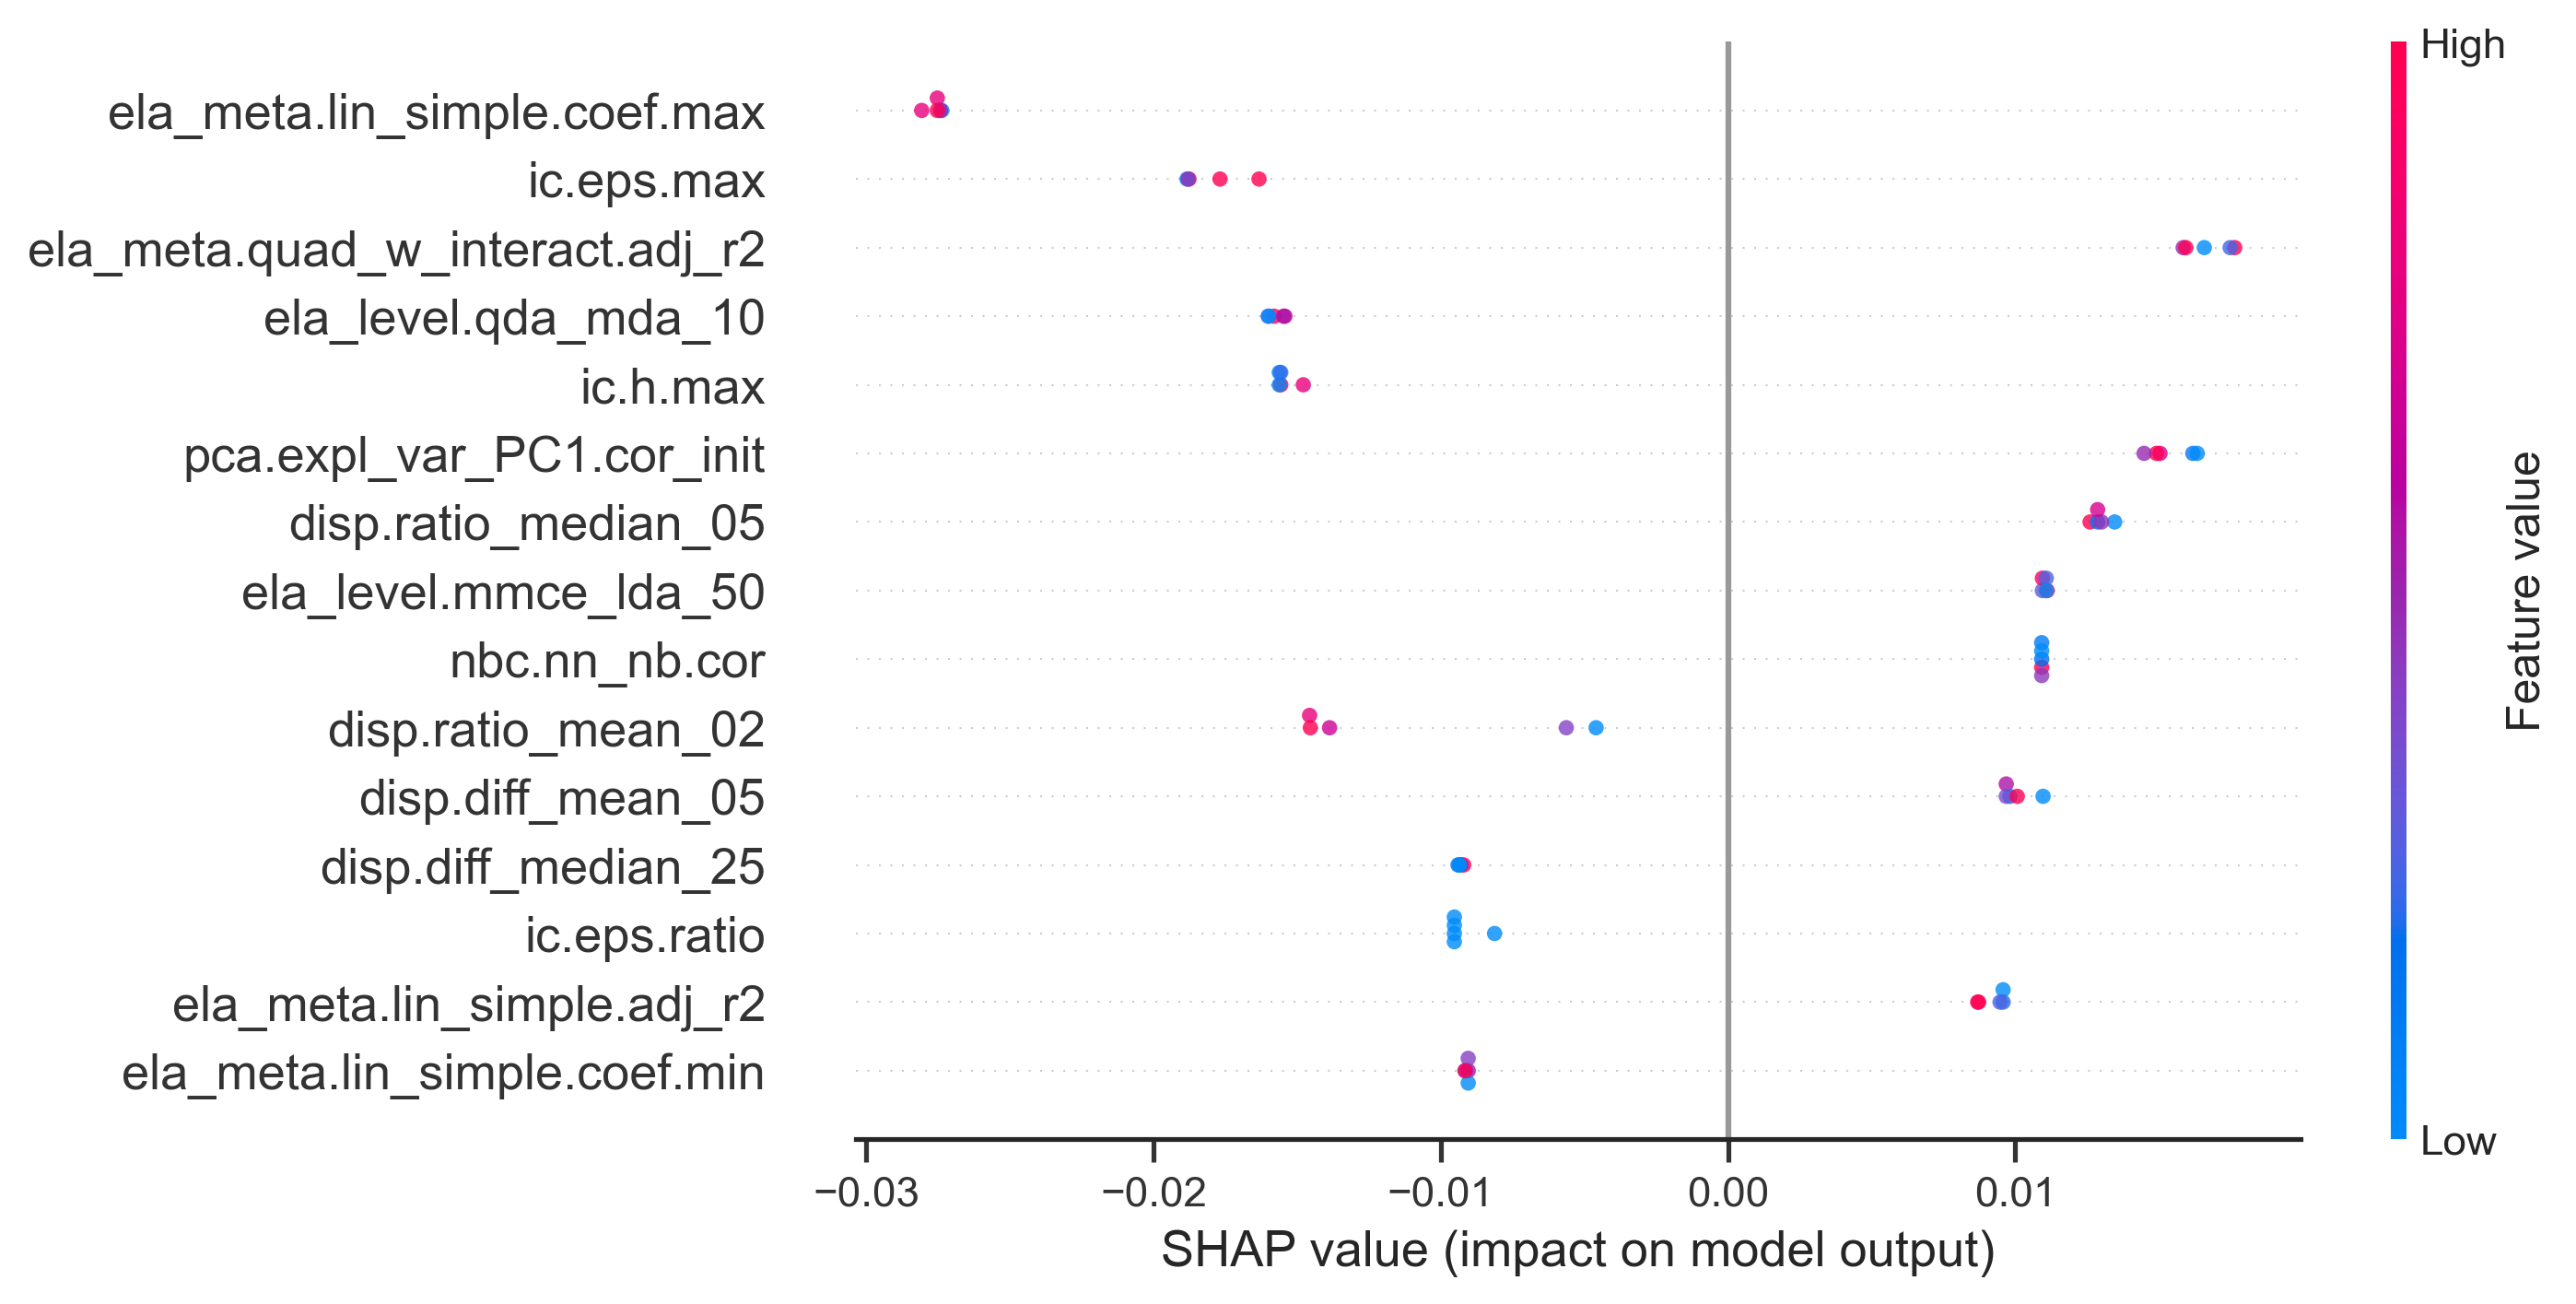 High
ela_meta.lin_simple.coef.max
ic.eps.max
ela_meta.quad_w_interact.adj_r2
ela_level.qda_mda_10
ic.h.max
pca.expl_var_PC1.cor_init
disp.ratio_median_05
ela_level.mmce_lda_50
nbc.nn_nb.cor
disp.ratio_mean_02
disp.diff_mean_05
disp.diff_median_25
ic.eps.ratio
ela_meta.lin_simple.adj_r2
ela_meta.lin_simple.coef.min
Feature value
Low
−0.03 −0.02 −0.01 0.00 0.01
SHAP value (impact on model output)